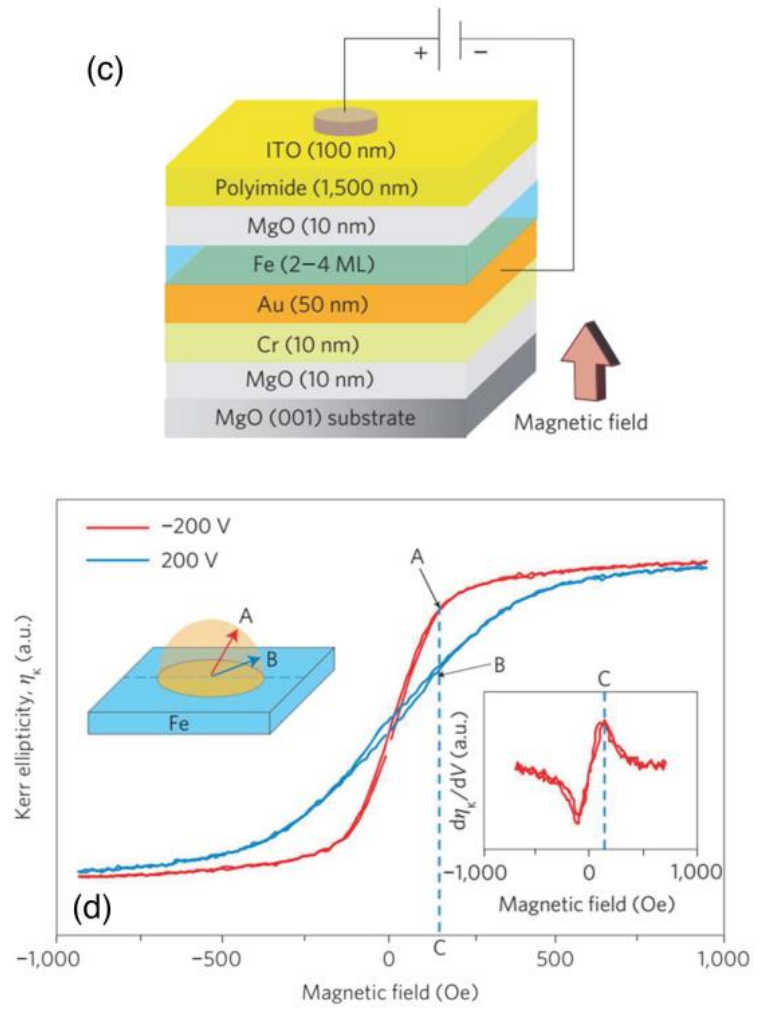 (c)
+ −
ITO (100 nm)
Polyimide (1,500 nm)
MgO (10 nm)
Fe (2–4 ML)
Au (50 nm)
Cr (10 nm)
MgO (10 nm)
MgO (001) substrate
Magnetic field
−200 V
200 V
A
B
Fe
A
B
C
dηK/dV (a.u.)
−1,000 0 1,000
Magnetic field (Oe)
Kerr ellipticity, ηK (a.u.)
(d)
C
−1,000 −500 0 500 1,000
Magnetic field (Oe)